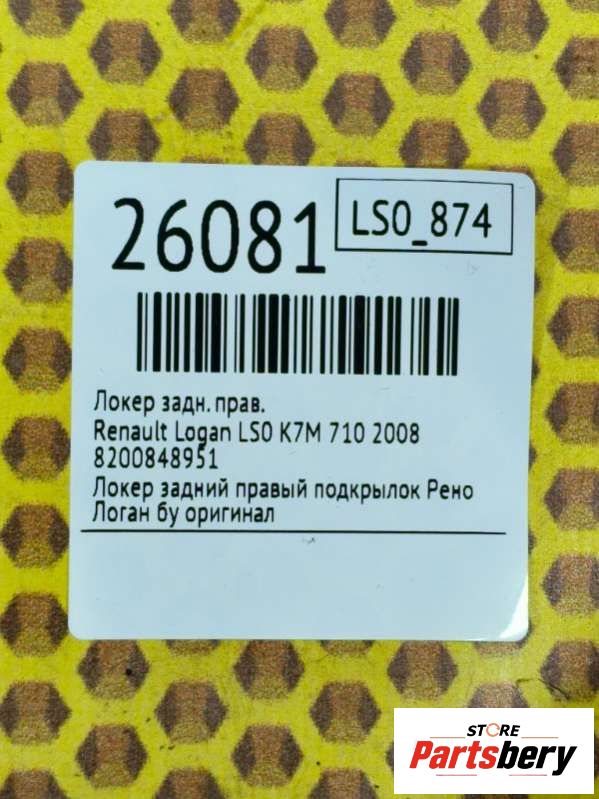 26081
LS0_874
Локер задн. прав.
Renault Logan LS0 K7M 710 2008
8200848951
Локер задний правый подкрылок Рено
Логан бу оригинал
STORE
Partsbery